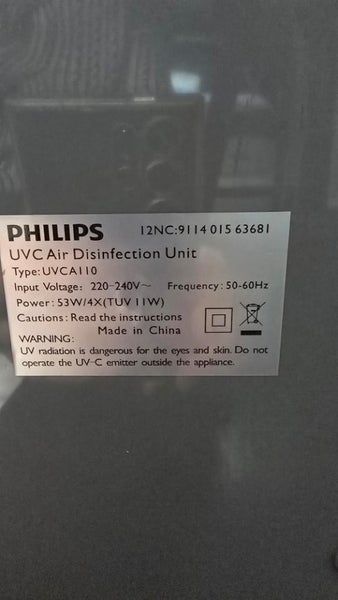 PHILIPS 12NC:9114 015 63681
UVC Air Disinfection Unit
Type: UVCA110
Input Voltage: 220-240V~ Frequency: 50-60Hz
Power: 53W/4X(TUV 11W)
Cautions: Read the instructions
Made in China
WARNING:
UV radiation is dangerous for the eyes and skin. Do not
operate the UV-C emitter outside the appliance.